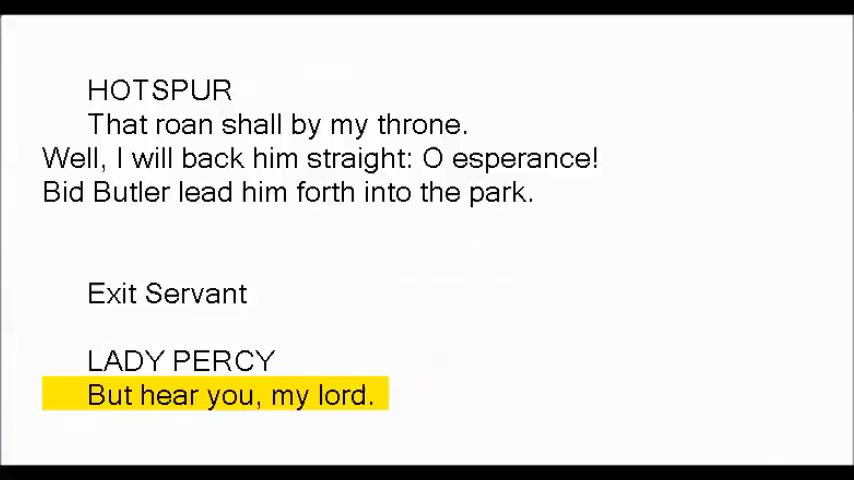 HOTSPUR
That roan shall by my throne.
Well, I will back him straight: O esperance!
Bid Butler lead him forth into the park.
Exit Servant
LADY PERCY
But hear you, my lord.